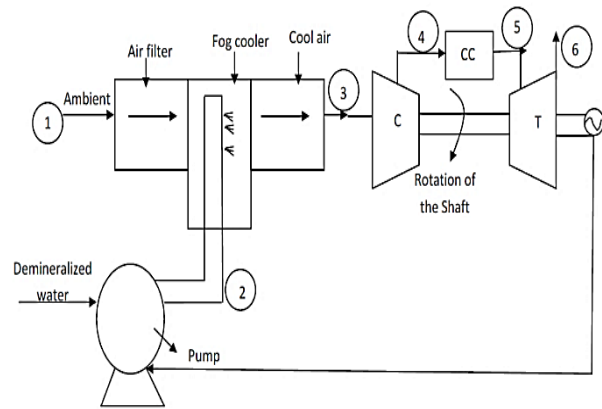 Air filter
Fog cooler
Cool air
4
CC
5
6
Ambient
1
3
C
T
Rotation of
the Shaft
Demineralized
water
2
Pump